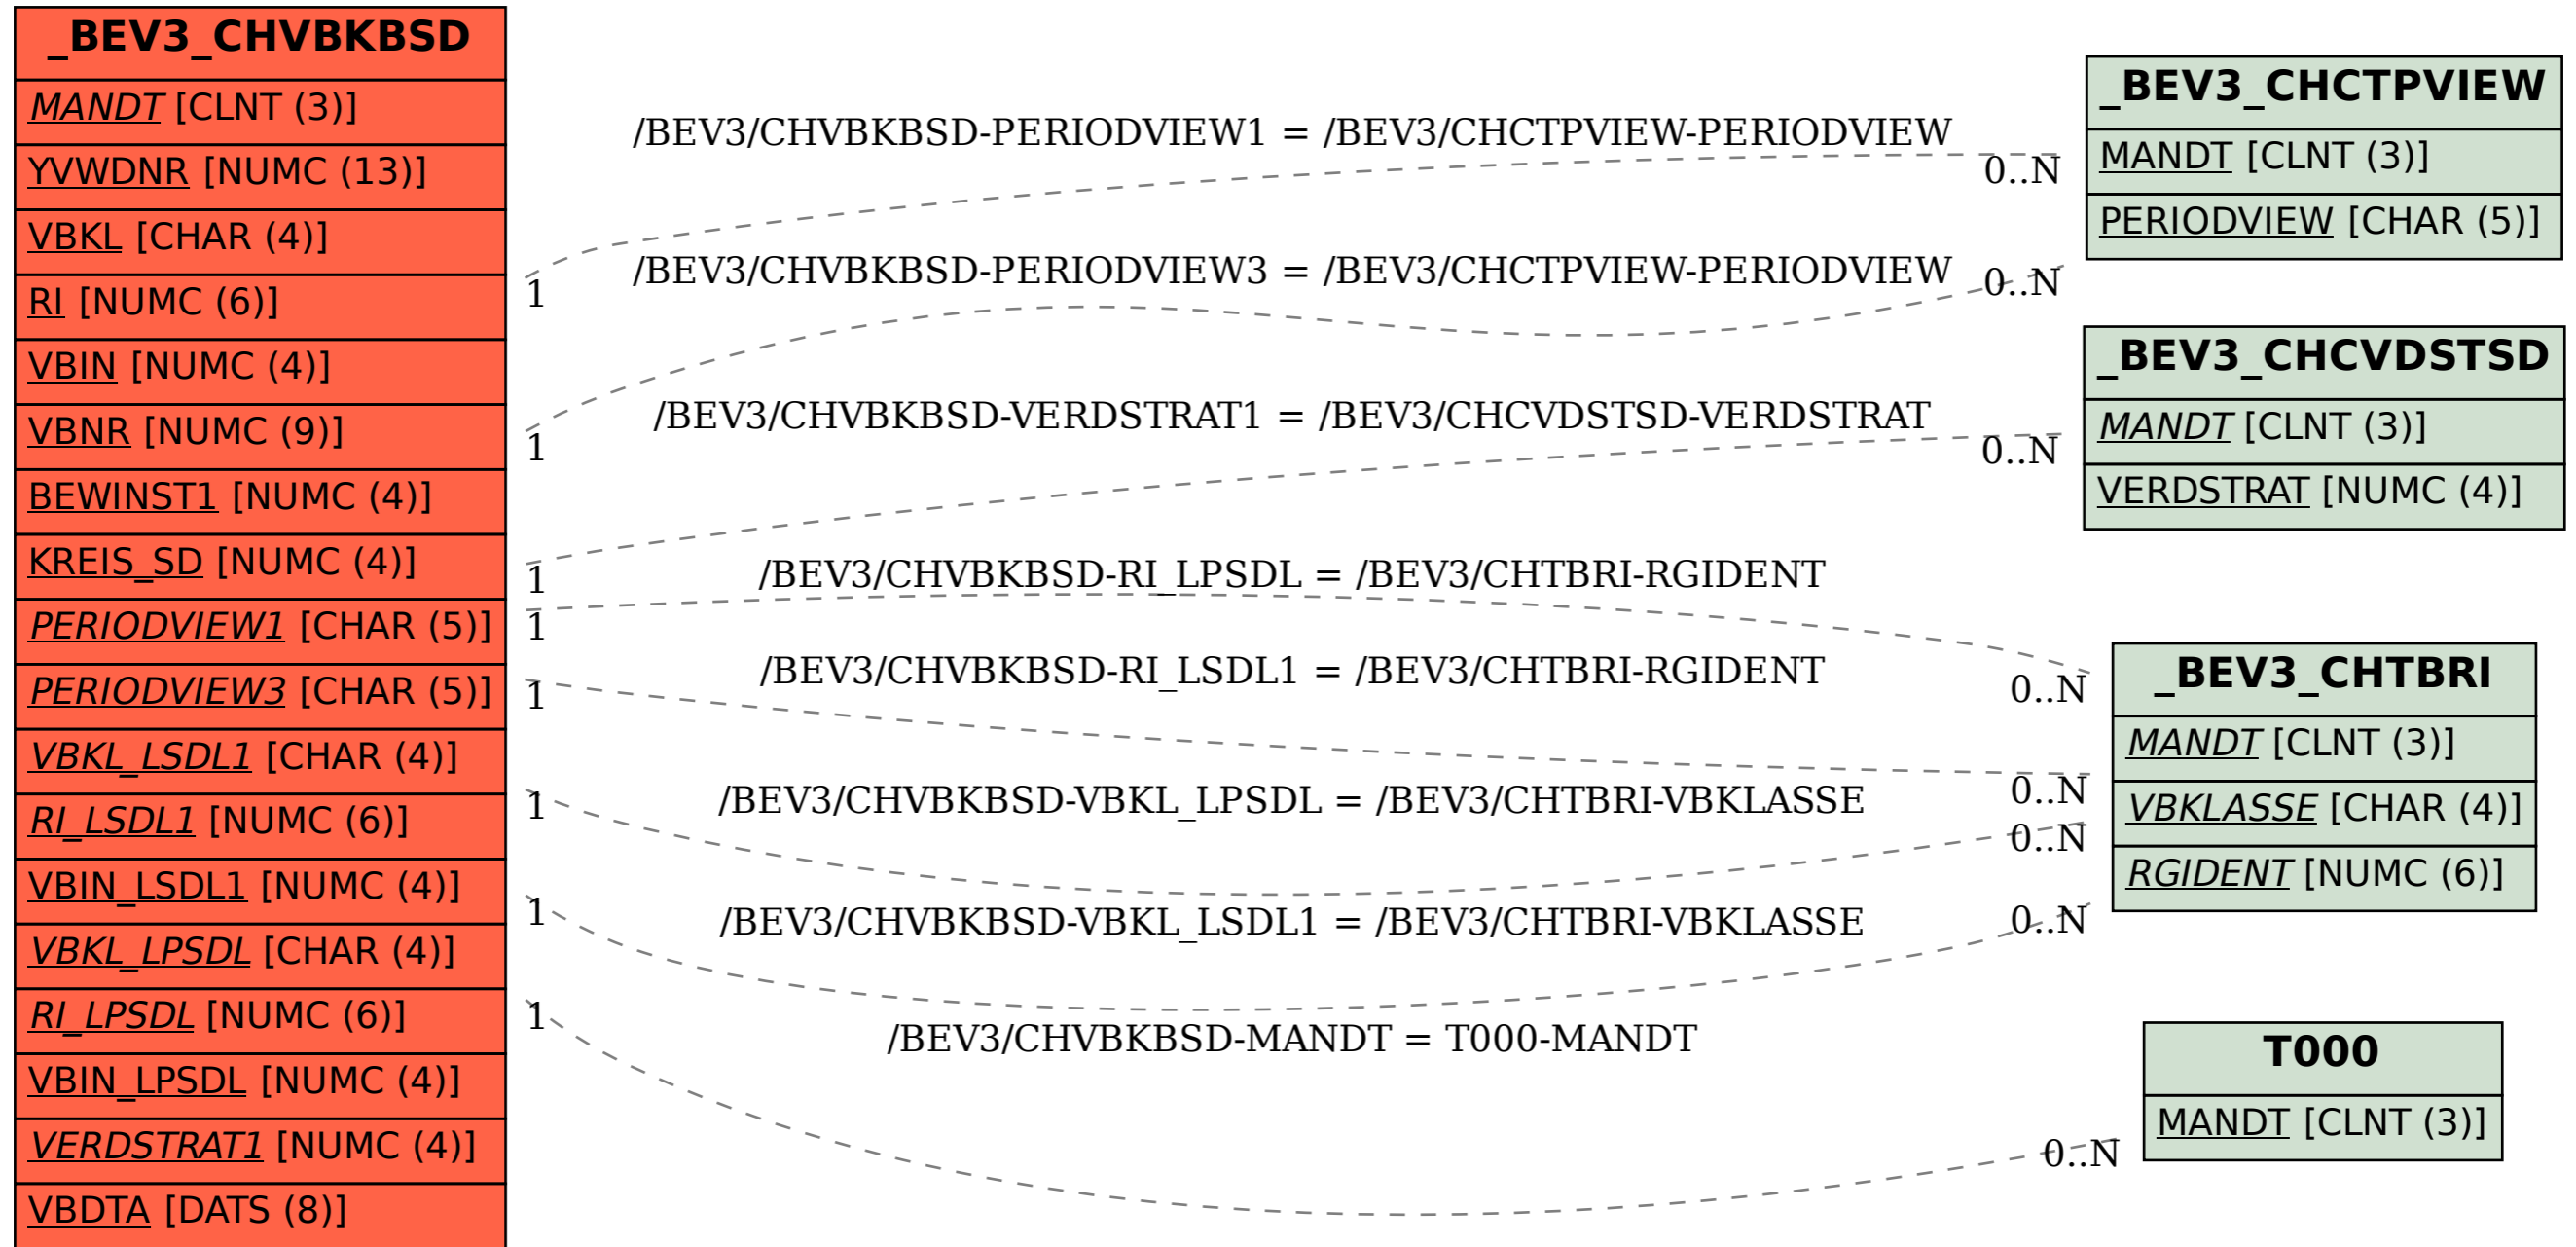 _BEV3_CHVBKBSD
MANDT [CLNT (3)]
YVWDNR [NUMC (13)]
VBKL [CHAR (4)]
RI [NUMC (6)]
VBIN [NUMC (4)]
VBNR [NUMC (9)]
BEWINST1 [NUMC (4)]
KREIS_SD [NUMC (4)]
PERIODVIEW1 [CHAR (5)]
PERIODVIEW3 [CHAR (5)]
VBKL_LSDL1 [CHAR (4)]
RI_LSDL1 [NUMC (6)]
VBIN_LSDL1 [NUMC (4)]
VBKL_LPSDL [CHAR (4)]
RI_LPSDL [NUMC (6)]
VBIN_LPSDL [NUMC (4)]
VERDSTRAT1 [NUMC (4)]
VBDTA [DATS (8)]
/BEV3/CHVBKBSD-PERIODVIEW1 = /BEV3/CHCTPVIEW-PERIODVIEW
0..N
1
/BEV3/CHVBKBSD-PERIODVIEW3 = /BEV3/CHCTPVIEW-PERIODVIEW
0..N
1
/BEV3/CHVBKBSD-VERDSTRAT1 = /BEV3/CHCVDSTSD-VERDSTRAT
0..N
1
/BEV3/CHVBKBSD-RI_LPSDL = /BEV3/CHTBRI-RGIDENT
1
0..N
/BEV3/CHVBKBSD-RI_LSDL1 = /BEV3/CHTBRI-RGIDENT
1
0..N
/BEV3/CHVBKBSD-VBKL_LPSDL = /BEV3/CHTBRI-VBKLASSE
1
0..N
/BEV3/CHVBKBSD-VBKL_LSDL1 = /BEV3/CHTBRI-VBKLASSE
1
0..N
/BEV3/CHVBKBSD-MANDT = T000-MANDT
1
0..N
_BEV3_CHCTPVIEW
MANDT [CLNT (3)]
PERIODVIEW [CHAR (5)]
_BEV3_CHCVDSTSD
MANDT [CLNT (3)]
VERDSTRAT [NUMC (4)]
_BEV3_CHTBRI
MANDT [CLNT (3)]
VBKLASSE [CHAR (4)]
RGIDENT [NUMC (6)]
T000
MANDT [CLNT (3)]